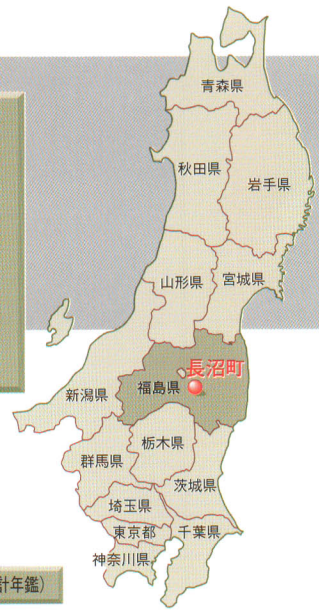 青森県
秋田県
岩手県
山形県
宮城県
長沼町
福島県
新潟県
栃木県
群馬県
茨城県
埼玉県
東京都
千葉県
神奈川県
計年鑑）